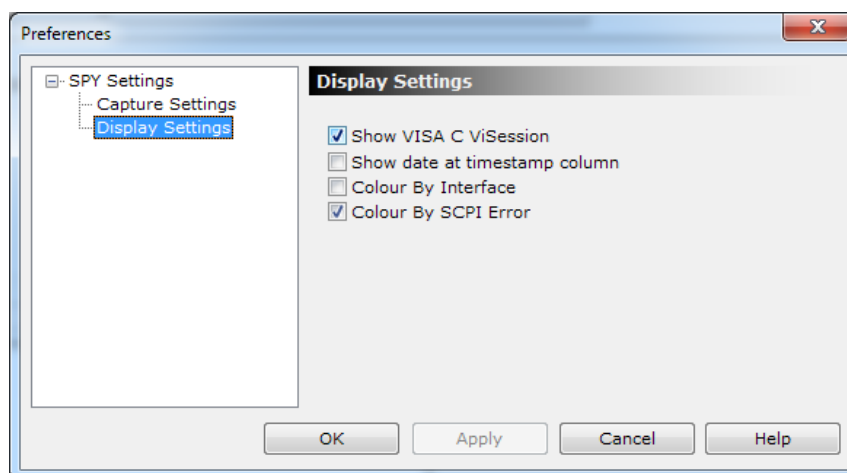 Preferences
SPY Settings
Capture Settings
Display Settings
Display Settings
Show VISA C ViSession
Show date at timestamp column
Colour By Interface
Colour By SCPI Error
OK Apply Cancel Help